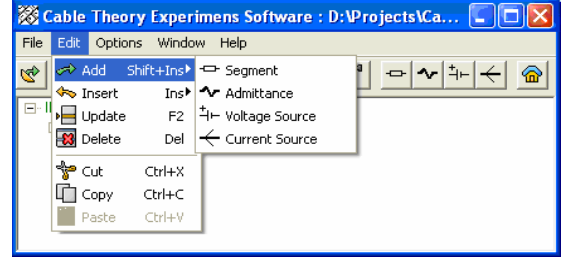 Cable Theory Experimens Software : D:\Projects\Ca...
File Edit Options Window Help
Add Shift+Ins
Insert Ins
Update F2
Delete Del
Cut Ctrl+X
Copy Ctrl+C
Paste Ctrl+V
Segment
Admittance
Voltage Source
Current Source